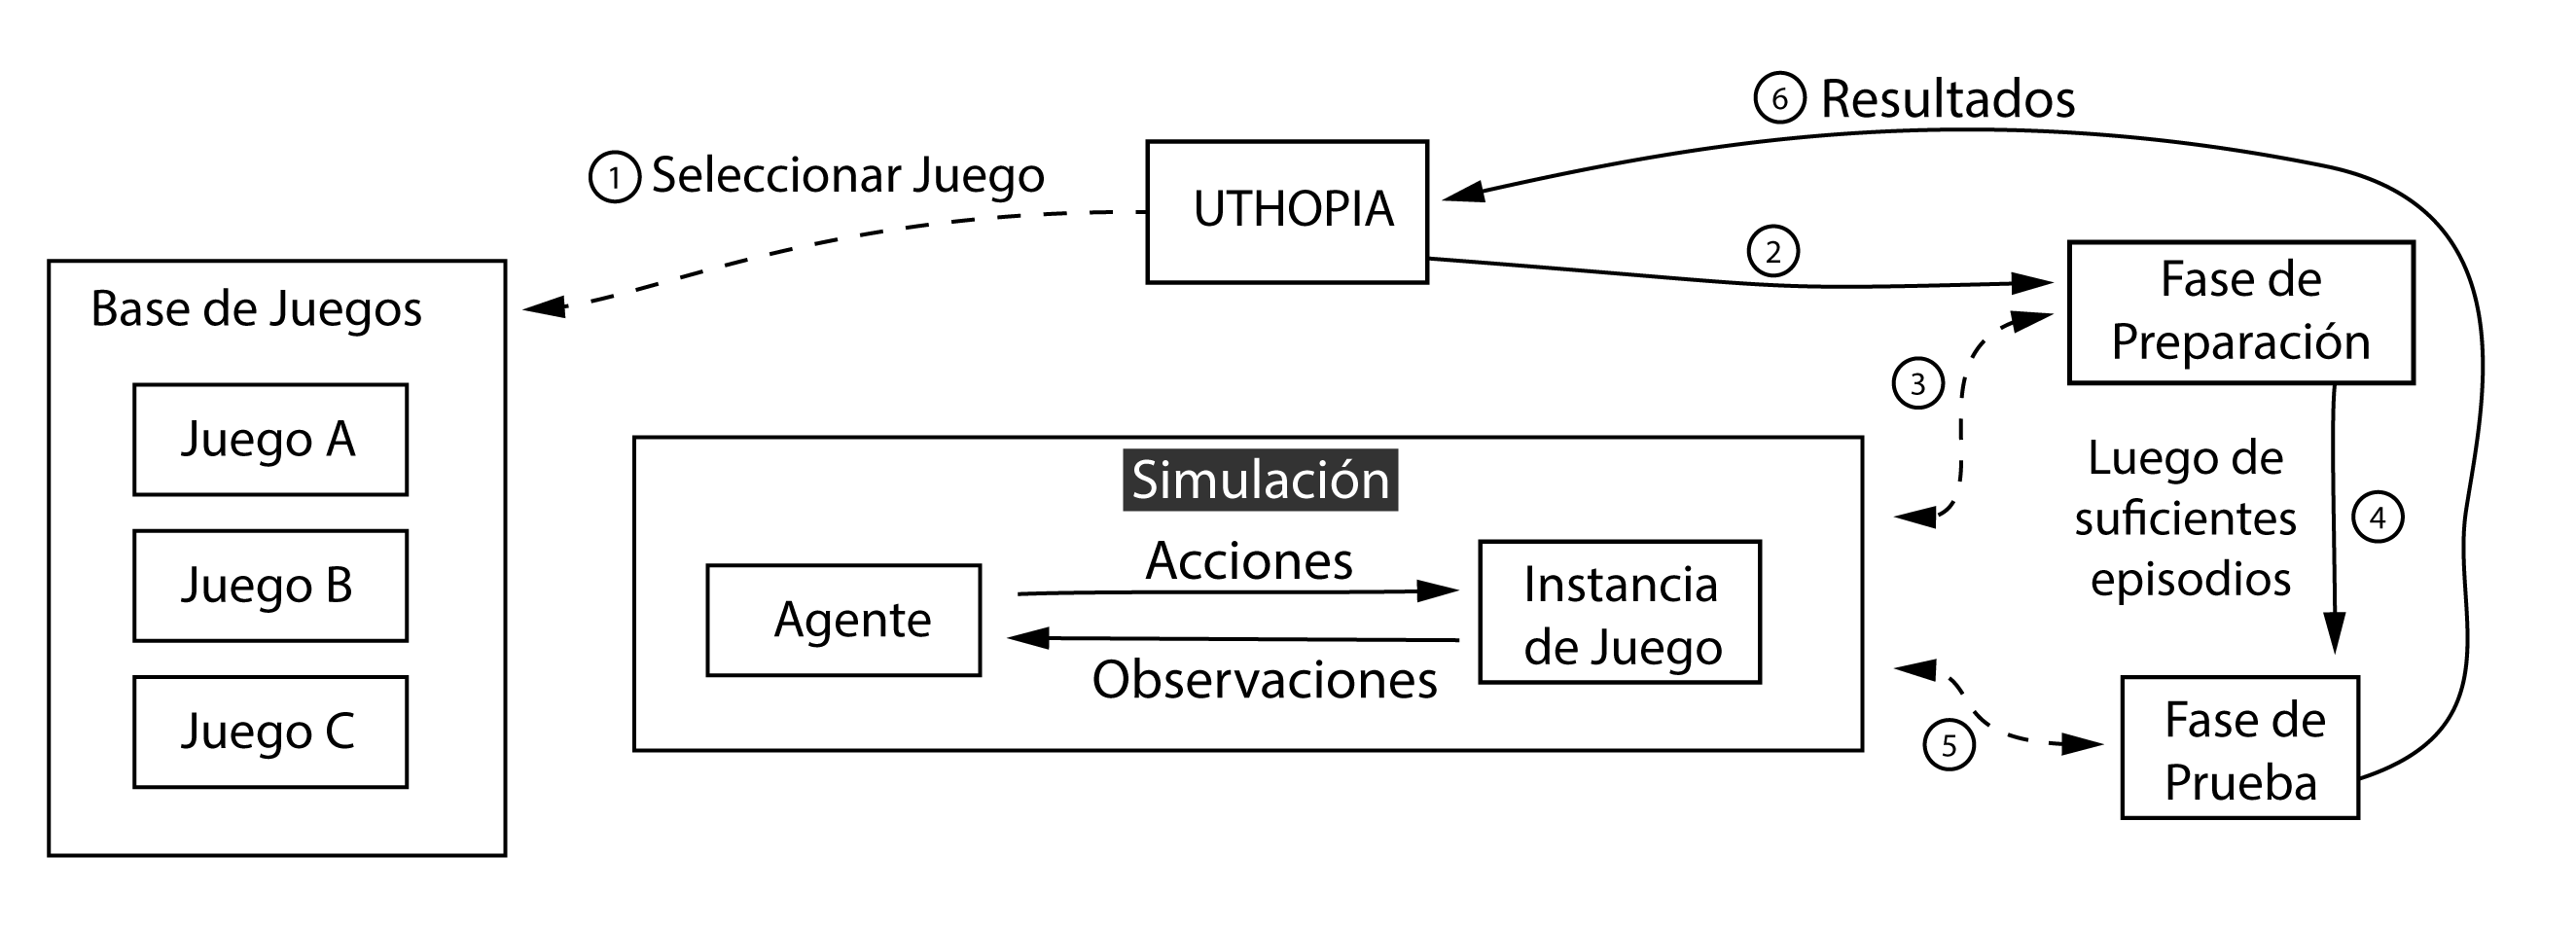 6 Resultados
1 Seleccionar Juego
UTHOPIA
2
Fase de
Preparación
Base de Juegos
Juego A
Juego B
Juego C
3
Simulación
Acciones
Agente
Instancia
de Juego
Observaciones
Luego de
suficientes
episodios
4
5
Fase de
Prueba